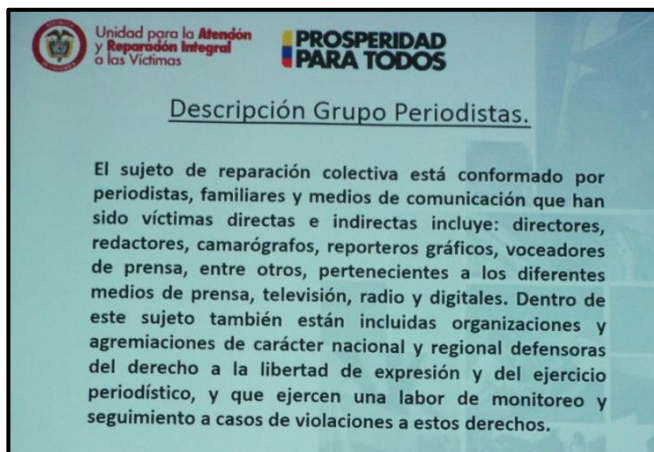 Unidad para la Atención
y Reparación Integral
a las Víctimas
PROSPERIDAD
PARA TODOS
Descripción Grupo Periodistas.
El sujeto de reparación colectiva está conformado por
periodistas, familiares y medios de comunicación que han
sido víctimas directas e indirectas incluye: directores,
redactores, camarógrafos, reporteros gráficos, voceadores
de prensa, entre otros, pertenecientes a los diferentes
medios de prensa, televisión, radio y digitales. Dentro de
este sujeto también están incluidas organizaciones y
agremiaciones de carácter nacional y regional defensoras
del derecho a la libertad de expresión y del ejercicio
periodístico, y que ejercen una labor de monitoreo y
seguimiento a casos de violaciones a estos derechos.